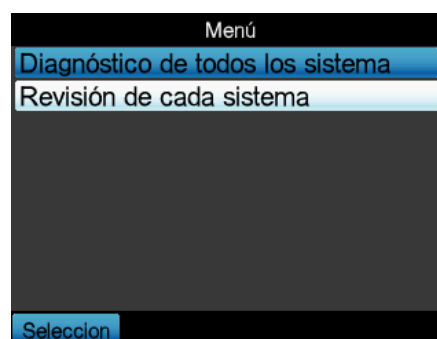 Menú
Diagnóstico de todos los sistema
Revisión de cada sistema
Seleccion